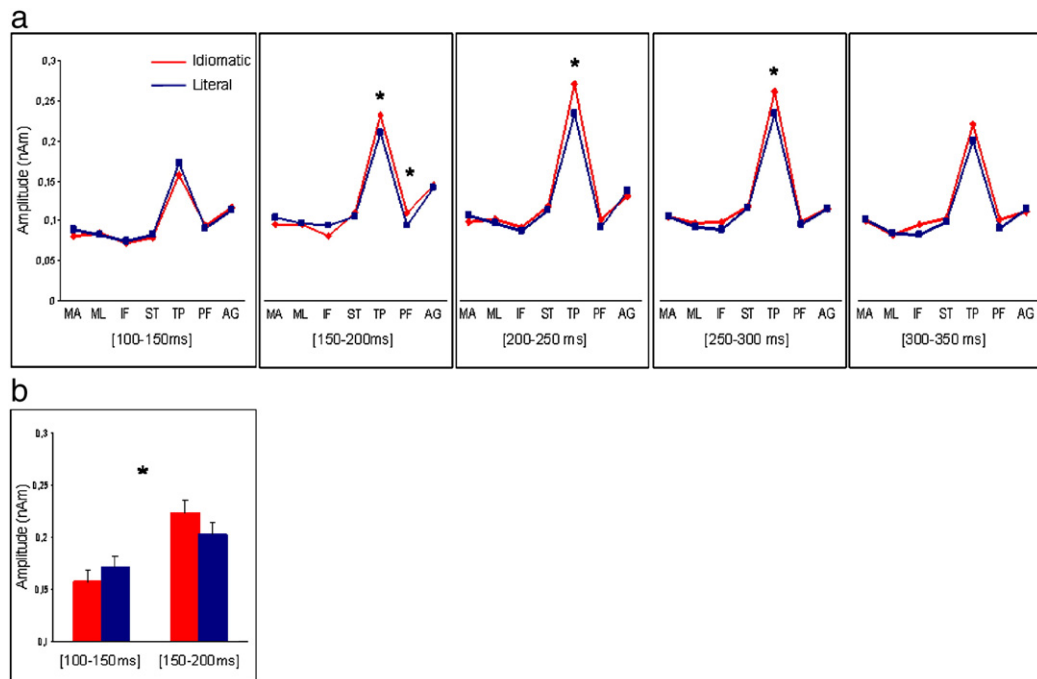 a
Amplitude (nAm)
0,3
0,25
0,2
0,15
0,1
0,05
0
Idiomatic
Literal
*
*
*
*
MA ML IF ST TP PF AG
[100-150ms]
MA ML IF ST TP PF AG
[150-200ms]
MA ML IF ST TP PF AG
[200-250 ms]
MA ML IF ST TP PF AG
[250-300 ms]
MA ML IF ST TP PF AG
[300-350 ms]
b
Amplitude (nAm)
0,3
0,25
0,2
0,15
0,1
*
[100-150ms] [150-200ms]